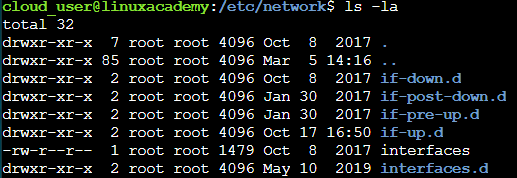 cloud_user@linuxacademy:/etc/network$ ls -la
total 32
drwxr-xr-x  7 root root 4096 Oct  8  2017 .
drwxr-xr-x 85 root root 4096 Mar  5 14:16 ..
drwxr-xr-x  2 root root 4096 Oct  8  2017 if-down.d
drwxr-xr-x  2 root root 4096 Jan 30  2017 if-post-down.d
drwxr-xr-x  2 root root 4096 Jan 30  2017 if-pre-up.d
drwxr-xr-x  2 root root 4096 Oct 17 16:50 if-up.d
-rw-r--r--  1 root root 1479 Oct  8  2017 interfaces
drwxr-xr-x  2 root root 4096 May 10  2019 interfaces.d